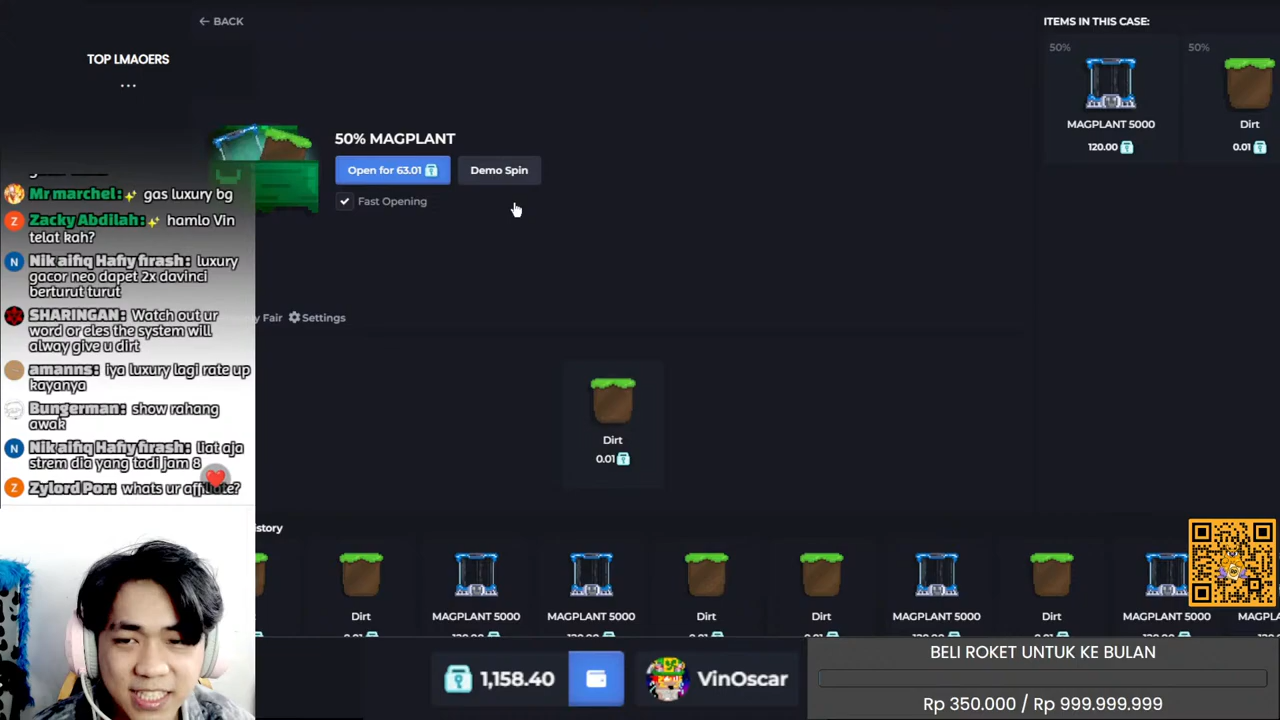 BACK
TOP LMAOERS
...
ITEMS IN THIS CASE:
50%
MAGPLANT 5000
120.00
50%
Dirt
0.01
50% MAGPLANT
Open for 63.01
Demo Spin
Fast Opening
Mr marchel: gas luxury bg
Zacky Abdilah: hamlo Vin
telat kah?
Nik afiq Hafiy firash: luxury
gacor neo dapet 2x davinci
berturut turut
SHARINGAN: Watch out ur
word or eles the system will
alway give u dirt
amanns: iya luxury lagi rate up
kayanya
Bungerman: show rahang
awak
Nik afiq Hafiy firash: liat aja
strem dia yang tadi jam 8
Zylord Por: whats ur affiliate?
Fair
Settings
Dirt
0.01
Dirt
MAGPLANT 5000
MAGPLANT 5000
Dirt
Dirt
MAGPLANT 5000
Dirt
MAGPLANT 5000
1,158.40
VinOscar
BELI ROKET UNTUK KE BULAN
Rp 350.000 / Rp 999.999.999